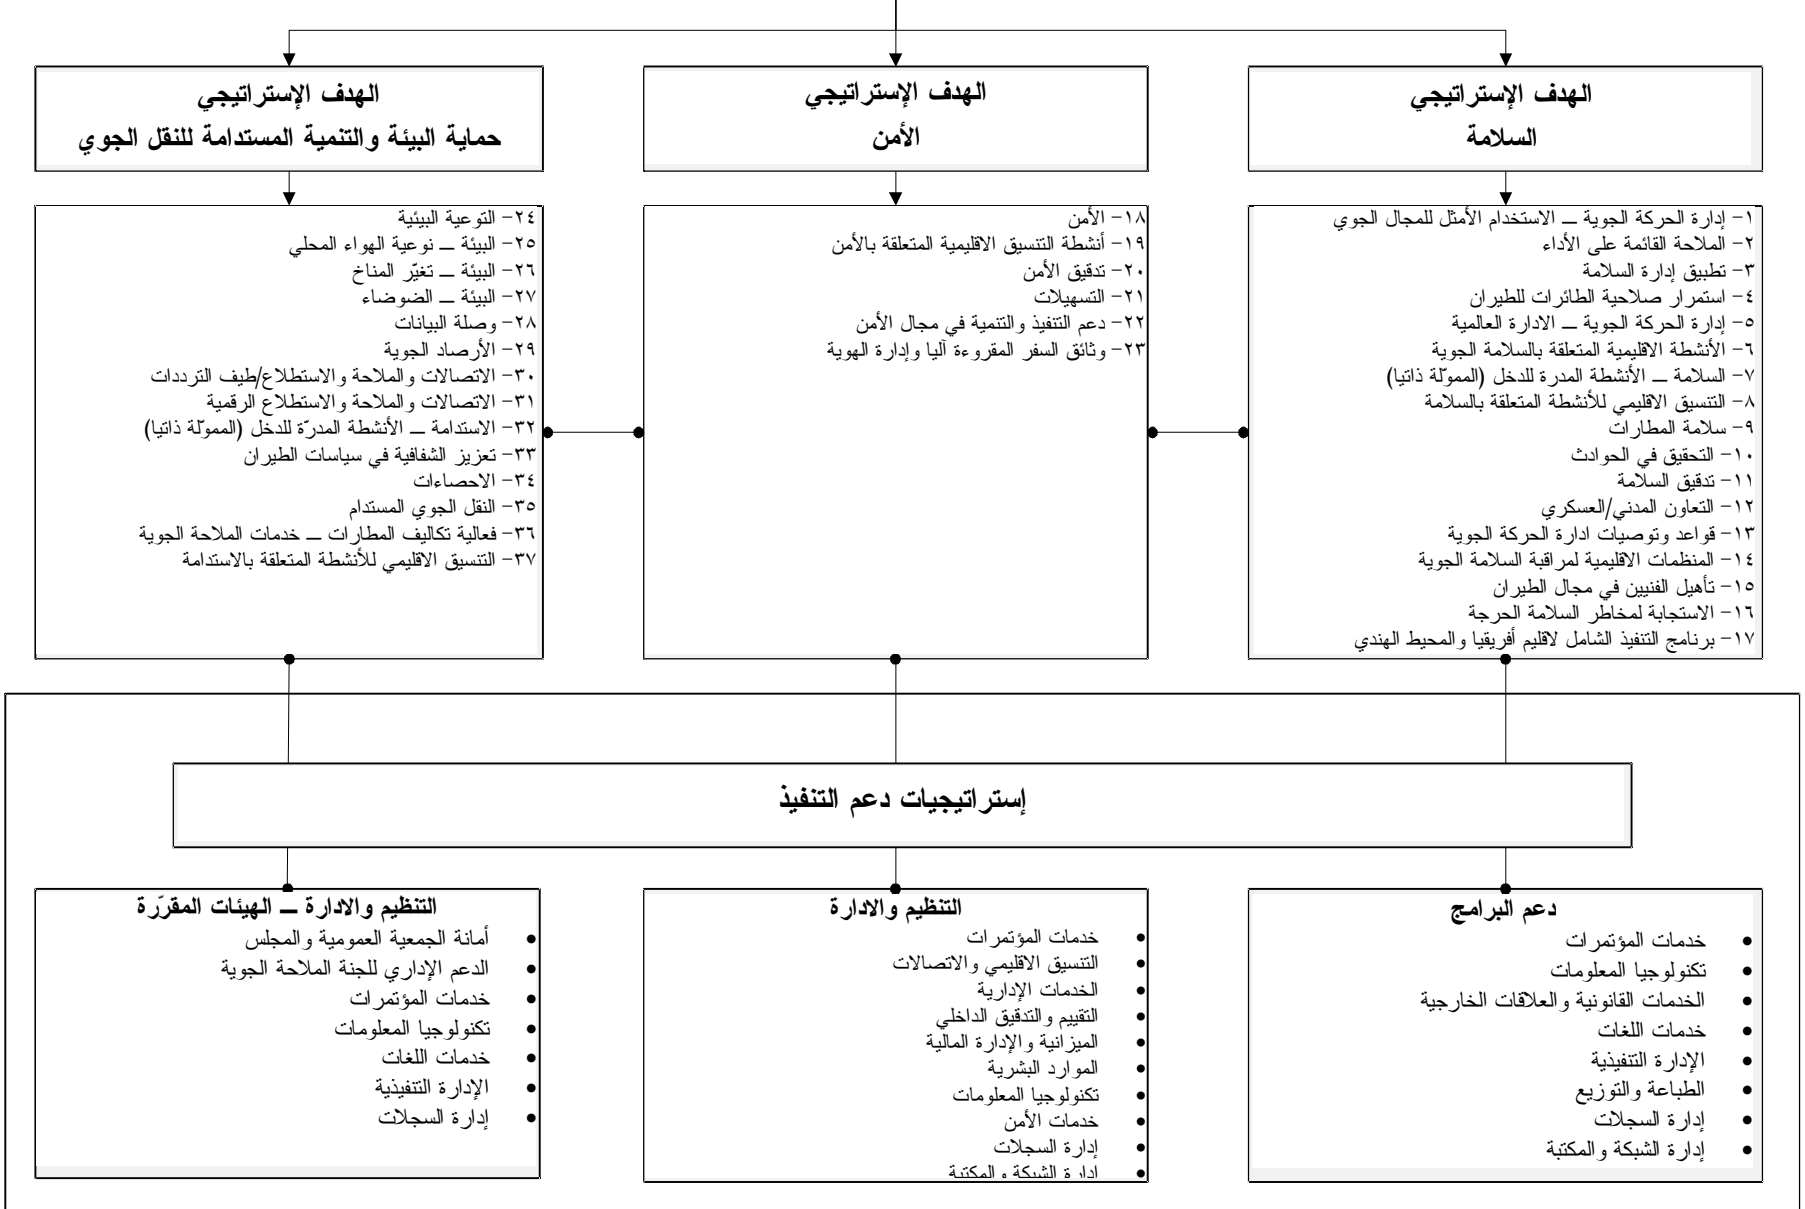 الهدف الإستراتيجي
السلامة
١- إدارة الحركة الجوية ــ الاستخدام الأمثل للمجال الجوي
٢- الملاحة القائمة على الأداء
٣- تطبيق إدارة السلامة
٤- استمرار صلاحية الطائرات للطيران
٥- إدارة الحركة الجوية ــ الادارة العالمية
٦- الأنشطة الاقليمية المتعلقة بالسلامة الجوية
٧- السلامة ــ الأنشطة المدرة للدخل (المموّلة ذاتيا)
٨- التنسيق الاقليمي للأنشطة المتعلقة بالسلامة
٩- سلامة المطارات
١٠- التحقيق في الحوادث
١١- تدقيق السلامة
١٢- التعاون المدني/العسكري
١٣- قواعد وتوصيات ادارة الحركة الجوية
١٤- المنظمات الاقليمية لمراقبة السلامة الجوية
١٥- تأهيل الفنيين في مجال الطيران
١٦- الاستجابة لمخاطر السلامة الحرجة
١٧- برنامج التنفيذ الشامل لاقليم أفريقيا والمحيط الهندي
الهدف الإستراتيجي
الأمن
١٨- الأمن
١٩- أنشطة التنسيق الاقليمية المتعلقة بالأمن
٢٠- تدقيق الأمن
٢١- التسهيلات
٢٢- دعم التنفيذ والتنمية في مجال الأمن
٢٣- وثائق السفر المقروءة آليا وإدارة الهوية
الهدف الإستراتيجي
حماية البيئة والتنمية المستدامة للنقل الجوي
٢٤- التوعية البيئية
٢٥- البيئة ــ نوعية الهواء المحلي
٢٦- البيئة ــ تغيّر المناخ
٢٧- البيئة ــ الضوضاء
٢٨- وصلة البيانات
٢٩- الأرصاد الجوية
٣٠- الاتصالات والملاحة والاستطلاع/طيف الترددات
٣١- الاتصالات والملاحة والاستطلاع الرقمية
٣٢- الاستدامة ــ الأنشطة المدرّة للدخل (المموّلة ذاتيا)
٣٣- تعزيز الشفافية في سياسات الطيران
٣٤- الاحصاءات
٣٥- النقل الجوي المستدام
٣٦- فعالية تكاليف المطارات ــ خدمات الملاحة الجوية
٣٧- التنسيق الاقليمي للأنشطة المتعلقة بالاستدامة
إستراتيجيات دعم التنفيذ
دعم البرامج
• خدمات المؤتمرات
• تكنولوجيا المعلومات
• الخدمات القانونية والعلاقات الخارجية
• خدمات اللغات
• الإدارة التنفيذية
• الطباعة والتوزيع
• إدارة السجلات
• إدارة الشبكة والمكتبة
التنظيم والادارة
• خدمات المؤتمرات
• التنسيق الاقليمي والاتصالات
• الخدمات الإدارية
• التقييم والتدقيق الداخلي
• الميزانية والإدارة المالية
• الموارد البشرية
• تكنولوجيا المعلومات
• خدمات الأمن
• إدارة السجلات
• إدارة الشبكة والمكتبة
التنظيم والادارة ــ الهيئات المقرّرة
• أمانة الجمعية العمومية والمجلس
• الدعم الإداري للجنة الملاحة الجوية
• خدمات المؤتمرات
• تكنولوجيا المعلومات
• خدمات اللغات
• الإدارة التنفيذية
• إدارة السجلات